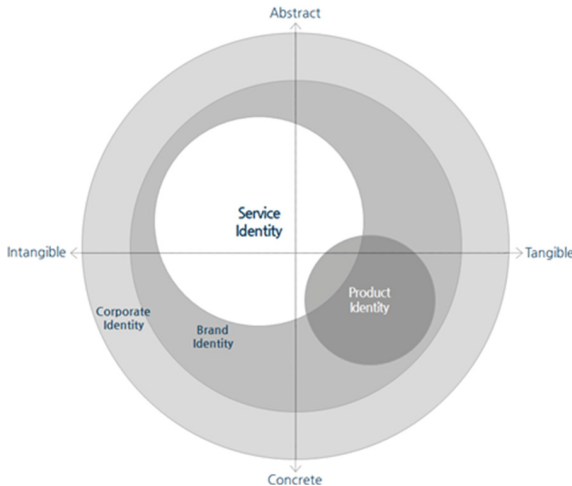 Abstract
Service
Identity
Intangible
Tangible
Product
Identity
Corporate
Identity
Brand
Identity
Concrete